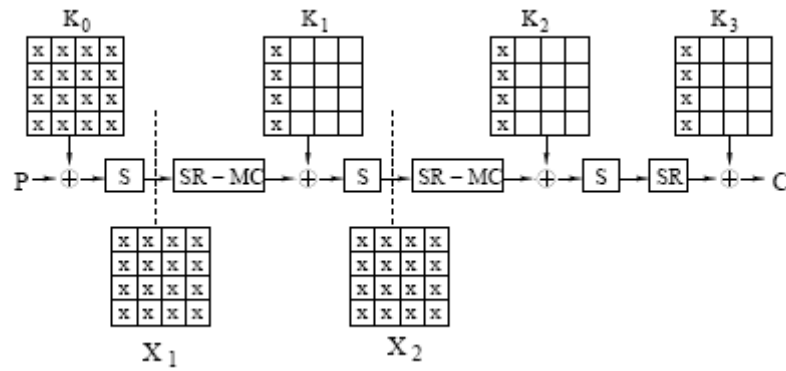 K0 K1 K2 K3
x x x x x x x
x x x x x x x
x x x x x x x
x x x x x x x
P S SR – MC S SR – MC S SR C
x x x x x x x x
x x x x x x x x
x x x x x x x x
x x x x x x x x
X1 X2